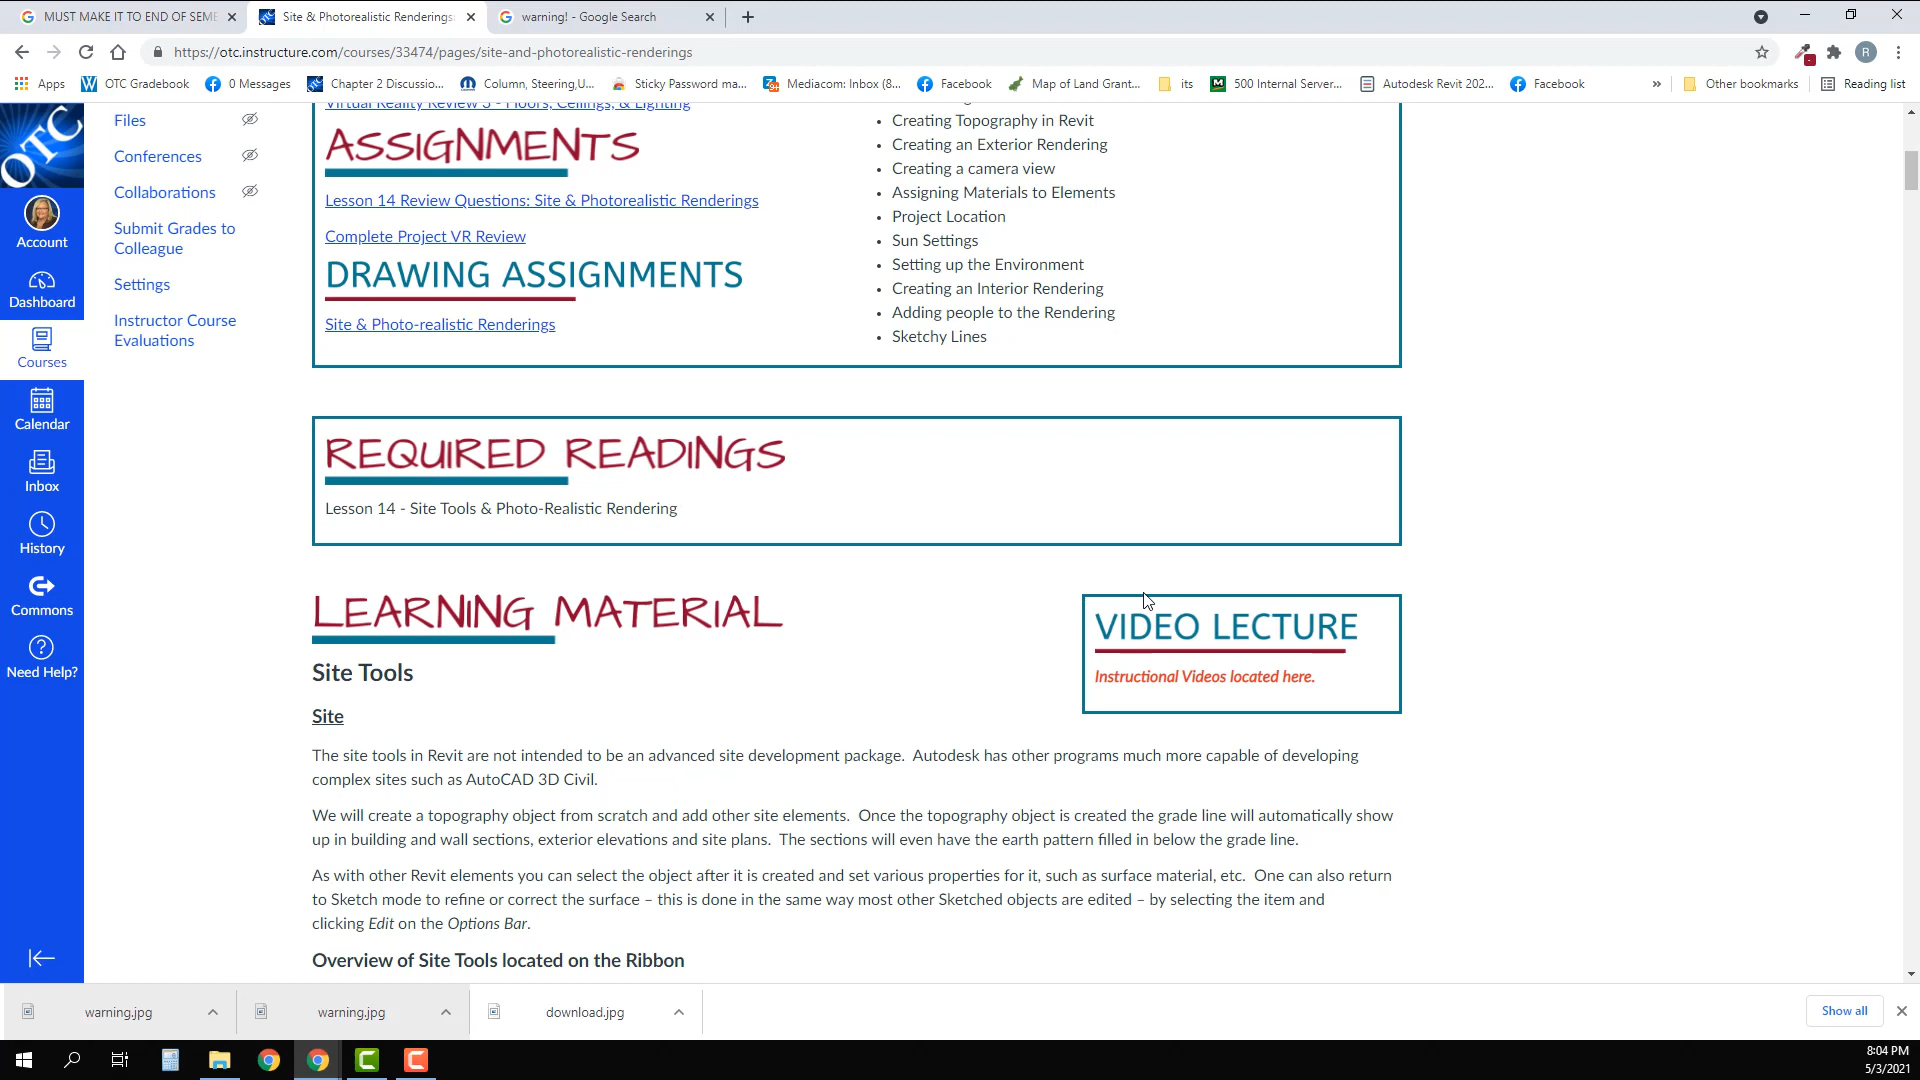 MUST MAKE IT TO END OF SEME
Site & Photorealistic Renderings:
warning! - Google Search
https://otc.instructure.com/courses/33474/pages/site-and-photorealistic-renderings
R
Apps
OTC Gradebook
0 Messages
Chapter 2 Discussio...
Column, Steering,U...
Sticky Password ma...
Mediacom: Inbox (8...
Facebook
Map of Land Grant...
its
500 Internal Server...
Autodesk Revit 202...
Facebook
»
Other bookmarks
Reading list
OTC
Account
Dashboard
Courses
Calendar
Inbox
History
Commons
Need Help?
Files
Conferences
Collaborations
Submit Grades to
Colleague
Settings
Instructor Course
Evaluations
Virtual Reality Review 3 - Floors, Ceilings, & Lighting
ASSIGNMENTS
Lesson 14 Review Questions: Site & Photorealistic Renderings
Complete Project VR Review
DRAWING ASSIGNMENTS
Site & Photo-realistic Renderings
• Creating Topography in Revit
• Creating an Exterior Rendering
• Creating a camera view
• Assigning Materials to Elements
• Project Location
• Sun Settings
• Setting up the Environment
• Creating an Interior Rendering
• Adding people to the Rendering
• Sketchy Lines
REQUIRED READINGS
Lesson 14 - Site Tools & Photo-Realistic Rendering
LEARNING MATERIAL
VIDEO LECTURE
Instructional Videos located here.
Site Tools
Site
The site tools in Revit are not intended to be an advanced site development package.  Autodesk has other programs much more capable of developing
complex sites such as AutoCAD 3D Civil.
We will create a topography object from scratch and add other site elements.  Once the topography object is created the grade line will automatically show
up in building and wall sections, exterior elevations and site plans.  The sections will even have the earth pattern filled in below the grade line.
As with other Revit elements you can select the object after it is created and set various properties for it, such as surface material, etc.  One can also return
to Sketch mode to refine or correct the surface – this is done in the same way most other Sketched objects are edited – by selecting the item and
clicking Edit on the Options Bar.
Overview of Site Tools located on the Ribbon
warning.jpg
warning.jpg
download.jpg
Show all
8:04 PM
5/3/2021